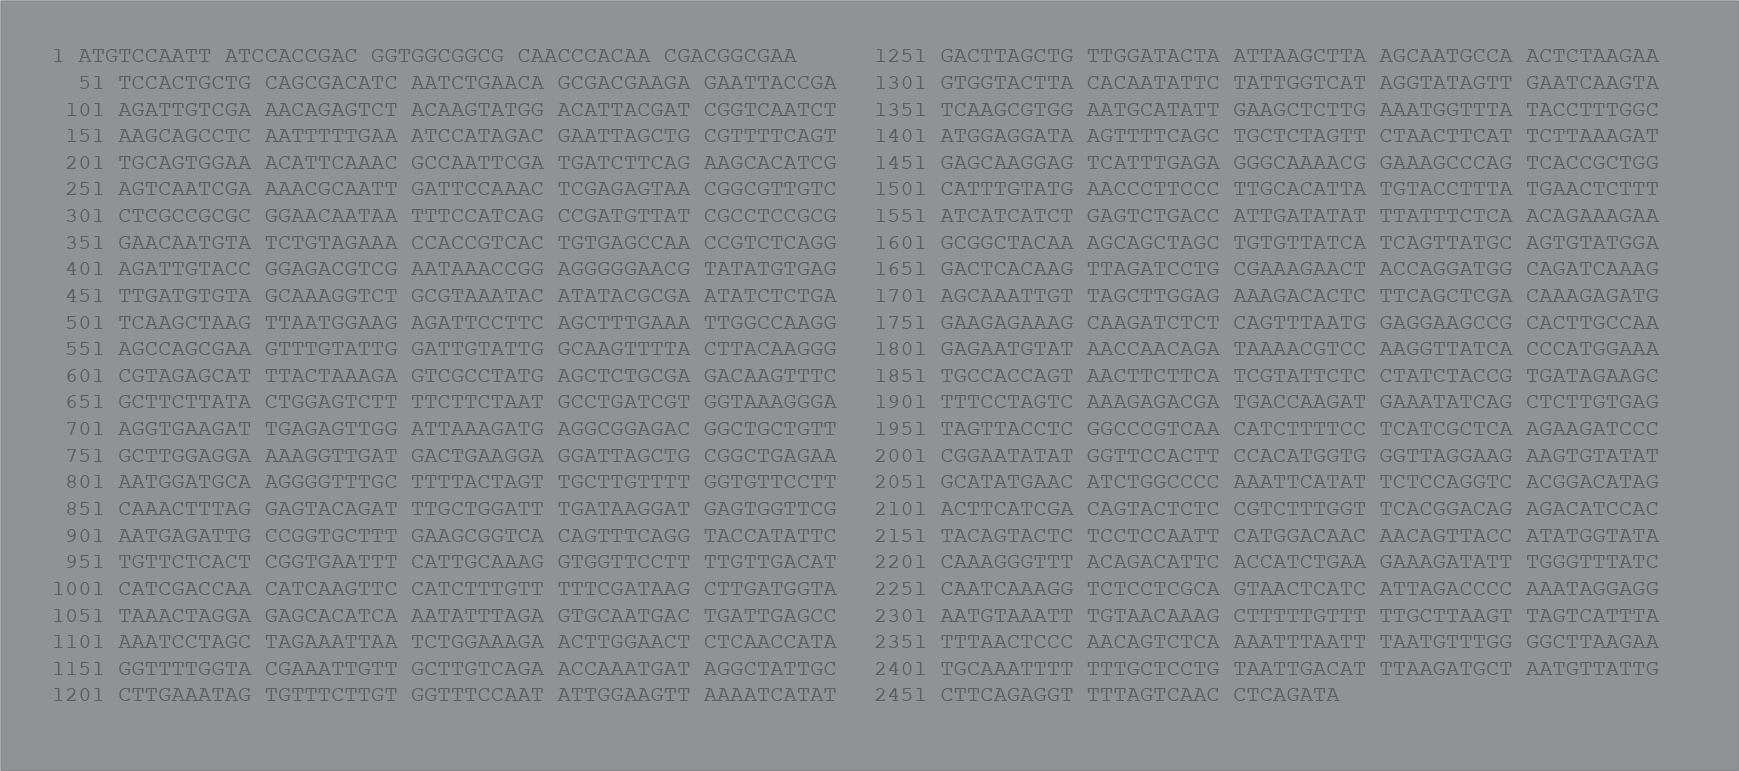 1 ATGTCCAATT ATCCACCGAC GGTGGCGGCG CAACCCACAA CGACGGCGAA
51 TCCACTGCTG CAGCGACATC AATCTGAACA GCGACGAAGA GAATTACCGA
101 AGATTGTCGA AACAGAGTCT ACAAGTATGG ACATTACGAT CGGTCAATCT
151 AAGCAGCCTC AATTTTTGAA ATCCATAGAC GAATTAGCTG CGTTTTCAGT
201 TGCAGTGGAA ACATTCAAAC GCCAATTCGA TGATCTTCAG AAGCACATCG
251 AGTCAATCGA AAACGCAATT GATTCCAAAC TCGAGAGTAA CGGCGTTGTC
301 CTCGCCGCGC GGAACAATAA TTTCCATCAG CCGATGTTAT CGCCTCCGCG
351 GAACAATGTA TCTGTAGAAA CCACCGTCAC TGTGAGCCAA CCGTCTCAGG
401 AGATTGTACC GGAGACGTCG AATAAACCGG AGGGGGAACG TATATGTGAG
451 TTGATGTGTA GCAAAGGTCT GCGTAAATAC ATATACGCGA ATATCTCTGA
501 TCAAGCTAAG TTAATGGAAG AGATTCCTTC AGCTTTGAAA TTGGCCAAGG
551 AGCCAGCGAA GTTTGTATTG GATTGTATTG GCAAGTTTTA CTTACAAGGG
601 CGTAGAGCAT TTACTAAAGA GTCGCCTATG AGCTCTGCGA GACAAGTTTC
651 GCTTCTTATA CTGGAGTCTT TTCTTCTAAT GCCTGATCGT GGTAAAGGGA
701 AGGTGAAGAT TGAGAGTTGG ATTAAAGATG AGGCGGAGAC GGCTGCTGTT
751 GCTTGGAGGA AAAGGTTGAT GACTGAAGGA GGATTAGCTG CGGCTGAGAA
801 AATGGATGCA AGGGGTTTGC TTTTACTAGT TGCTTGTTTT GGTGTTCCTT
851 CAAACTTTAG GAGTACAGAT TTGCTGGATT TGATAAGGAT GAGTGGTTCG
901 AATGAGATTG CCGGTGCTTT GAAGCGGTCA CAGTTTCAGG TACCATATTC
951 TGTTCTCACT CGGTGAATTT CATTGCAAAG GTGGTTCCTT TTGTTGACAT
1001 CATCGACCAA CATCAAGTTC CATCTTTGTT TTTCGATAAG CTTGATGGTA
1051 TAAACTAGGA GAGCACATCA AATATTTAGA GTGCAATGAC TGATTGAGCC
1101 AAATCCTAGC TAGAAATTAA TCTGGAAAGA ACTTGGAACT CTCAACCATA
1151 GGTTTTGGTA CGAAATTGTT GCTTGTCAGA ACCAAATGAT AGGCTATTGC
1201 CTTGAAATAG TGTTTCTTGT GGTTTCCAAT ATTGGAAGTT AAAATCATAT
1251 GACTTAGCTG TTGGATACTA ATTAAGCTTA AGCAATGCCA ACTCTAAGAA
1301 GTGGTACTTA CACAATATTC TATTGGTCAT AGGTATAGTT GAATCAAGTA
1351 TCAAGCGTGG AATGCATATT GAAGCTCTTG AAATGGTTTA TACCTTTGGC
1401 ATGGAGGATA AGTTTTCAGC TGCTCTAGTT CTAACTTCAT TCTTAAAGAT
1451 GAGCAAGGAG TCATTTGAGA GGGCAAAACG GAAAGCCCAG TCACCGCTGG
1501 CATTTGTATG AACCCTTCCC TTGCACATTA TGTACCTTTA TGAACTCTTT
1551 ATCATCATCT GAGTCTGACC ATTGATATAT TTATTTCTCA ACAGAAAGAA
1601 GCGGCTACAA AGCAGCTAGC TGTGTTATCA TCAGTTATGC AGTGTATGGA
1651 GACTCACAAG TTAGATCCTG CGAAAGAACT ACCAGGATGG CAGATCAAAG
1701 AGCAAATTGT TAGCTTGGAG AAAGACACTC TTCAGCTCGA CAAAGAGATG
1751 GAAGAGAAAG CAAGATCTCT CAGTTTAATG GAGGAAGCCG CACTTGCCAA
1801 GAGAATGTAT AACCAACAGA TAAAACGTCC AAGGTTATCA CCCATGGAAA
1851 TGCCACCAGT AACTTCTTCA TCGTATTCTC CTATCTACCG TGATAGAAGC
1901 TTTCCTAGTC AAAGAGACGA TGACCAAGAT GAAATATCAG CTCTTGTGAG
1951 TAGTTACCTC GGCCCGTCAA CATCTTTTCC TCATCGCTCA AGAAGATCCC
2001 CGGAATATAT GGTTCCACTT CCACATGGTG GGTTAGGAAG AAGTGTATAT
2051 GCATATGAAC ATCTGGCCCC AAATTCATAT TCTCCAGGTC ACGGACATAG
2101 ACTTCATCGA CAGTACTCTC CGTCTTTGGT TCACGGACAG AGACATCCAC
2151 TACAGTACTC TCCTCCAATT CATGGACAAC AACAGTTACC ATATGGTATA
2201 CAAAGGGTTT ACAGACATTC ACCATCTGAA GAAAGATATT TGGGTTTATC
2251 CAATCAAAGG TCTCCTCGCA GTAACTCATC ATTAGACCCC AAATAGGAGG
2301 AATGTAAATT TGTAACAAAG CTTTTTGTTT TTGCTTAAGT TAGTCATTTA
2351 TTTAACTCCC AACAGTCTCA AAATTTAATT TAATGTTTGG GGCTTAAGAA
2401 TGCAAATTTT TTTGCTCCTG TAATTGACAT TTAAGATGCT AATGTTATTG
2451 CTTCAGAGGT TTTAGTCAAC CTCAGATA